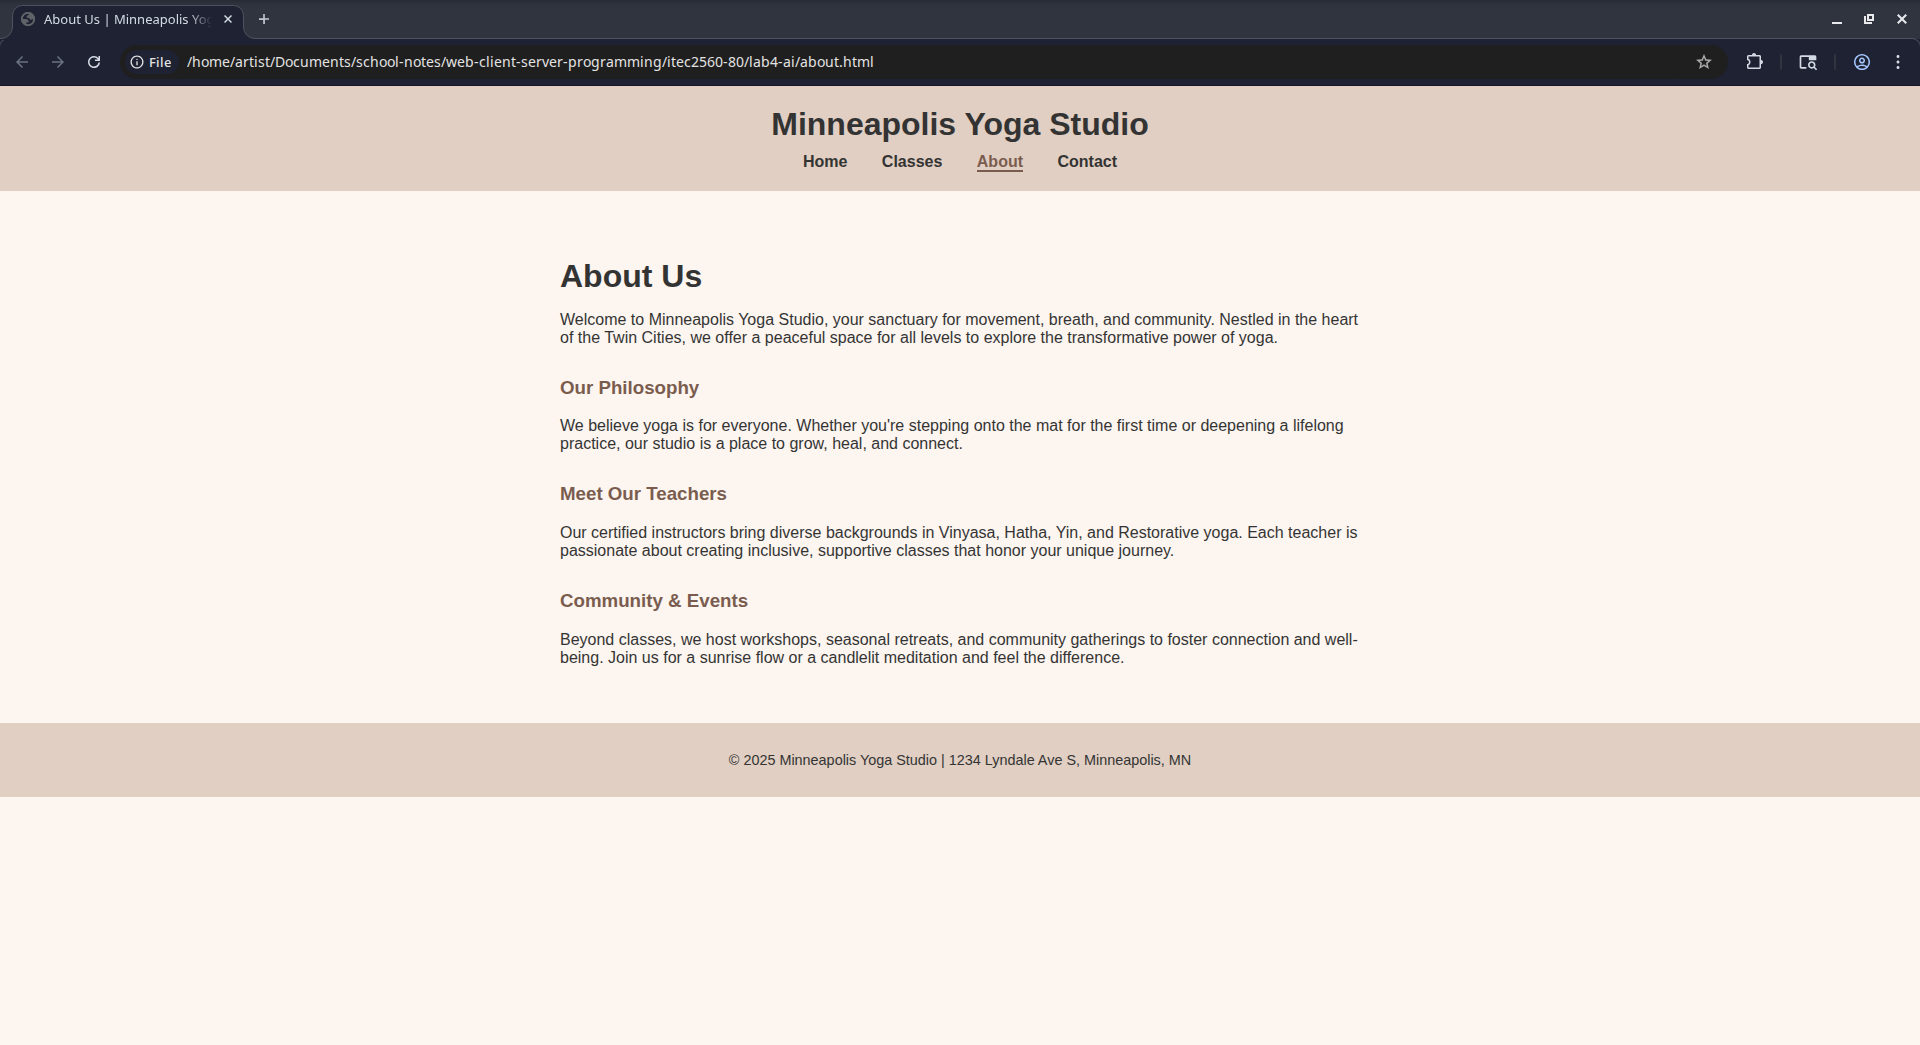 About Us | Minneapolis Yo
File
/home/artist/Documents/school-notes/web-client-server-programming/itec2560-80/lab4-ai/about.html
Minneapolis Yoga Studio
Home Classes About Contact
About Us
Welcome to Minneapolis Yoga Studio, your sanctuary for movement, breath, and community. Nestled in the heart
of the Twin Cities, we offer a peaceful space for all levels to explore the transformative power of yoga.
Our Philosophy
We believe yoga is for everyone. Whether you're stepping onto the mat for the first time or deepening a lifelong
practice, our studio is a place to grow, heal, and connect.
Meet Our Teachers
Our certified instructors bring diverse backgrounds in Vinyasa, Hatha, Yin, and Restorative yoga. Each teacher is
passionate about creating inclusive, supportive classes that honor your unique journey.
Community & Events
Beyond classes, we host workshops, seasonal retreats, and community gatherings to foster connection and well-
being. Join us for a sunrise flow or a candlelit meditation and feel the difference.
© 2025 Minneapolis Yoga Studio | 1234 Lyndale Ave S, Minneapolis, MN